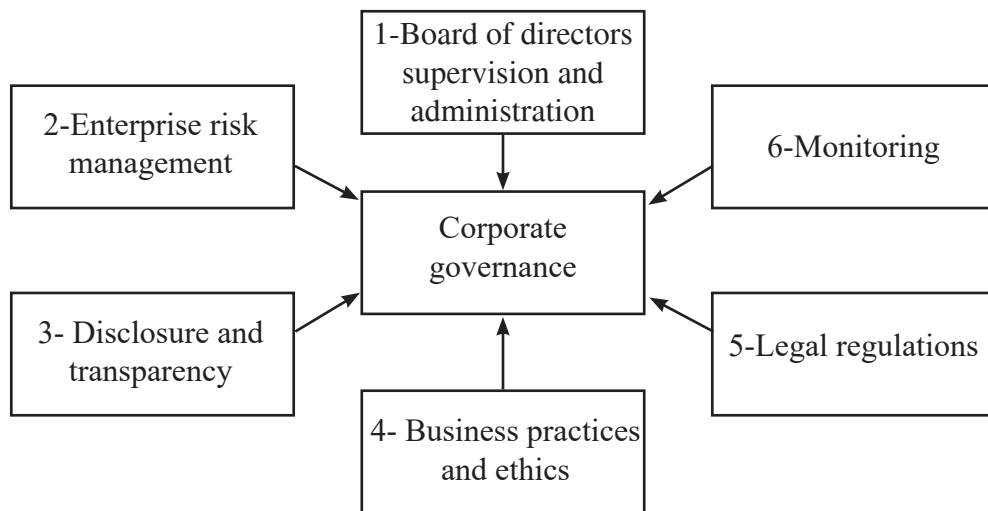 1-Board of directors
supervision and
administration
2-Enterprise risk
management
6-Monitoring
Corporate
governance
3- Disclosure and
transparency
5-Legal regulations
4- Business practices
and ethics